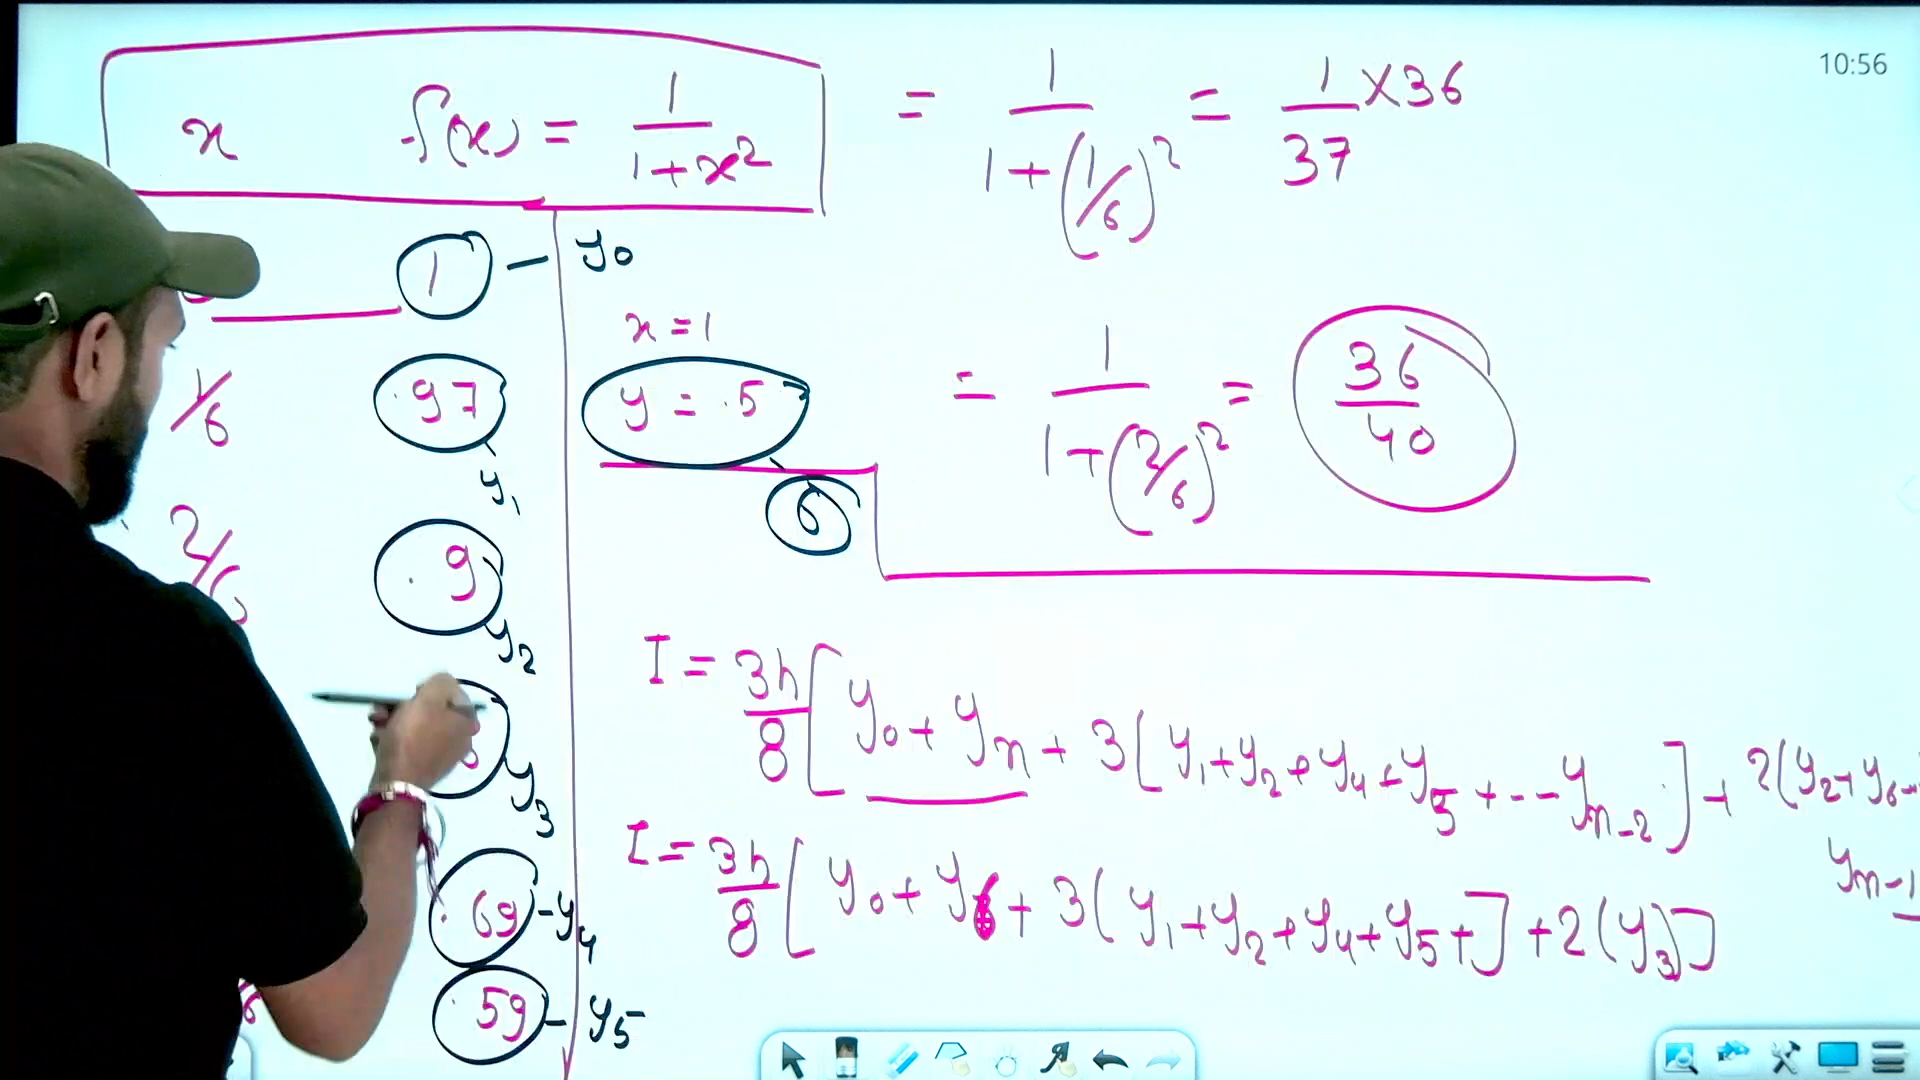 10:56
x f(x) = 1/(1+x²)
= 1/(1+(1/6)²) = 1/37 ×36
1 – y0
x = 1
1/6 .97 y1
y = .5
6
= 1/(1+(2/6)²) = 36/40
2/6 .9 y2
y3
I = 3h/8 [y0 + yn + 3[y1+y2+y4+y5+--yn-2] + 2(y2+y6-
yn-1
I = 3h/8 [y0 + y6 + 3(y1+y2+y4+y5+] +2(y3)]
.69 - y4
.59 - y5